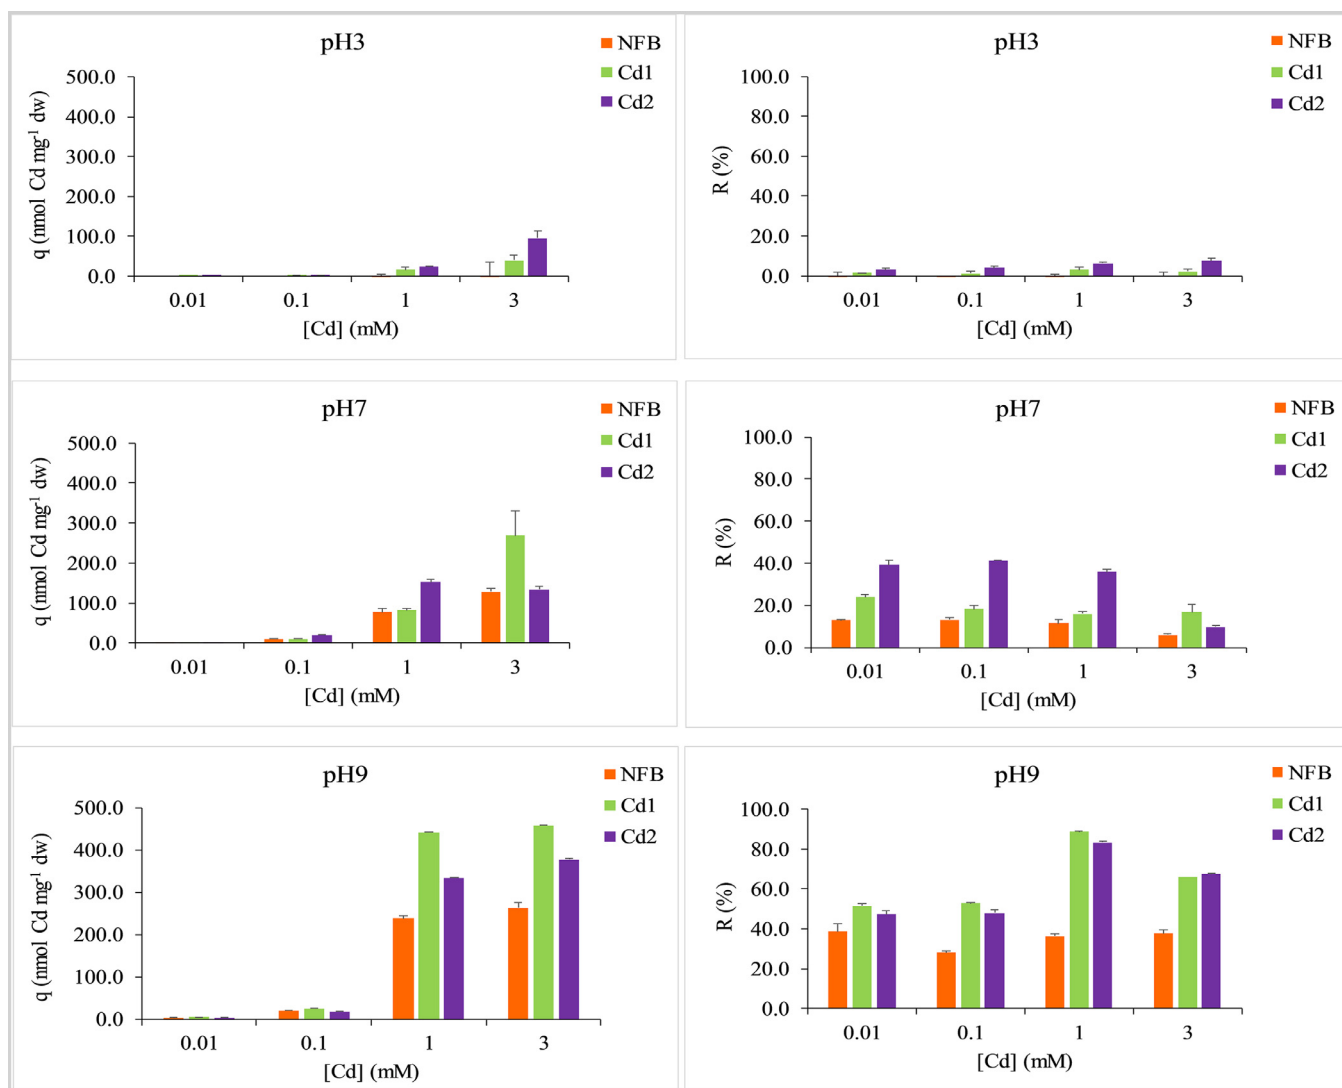 pH3
NFB
Cd1
Cd2
500.0
400.0
300.0
200.0
100.0
0.0
q (nmol Cd mg-1 dw)
0.01 0.1 1 3
[Cd] (mM)
pH3
NFB
Cd1
Cd2
100.0
80.0
60.0
40.0
20.0
0.0
R (%)
0.01 0.1 1 3
[Cd] (mM)
pH7
NFB
Cd1
Cd2
500.0
400.0
300.0
200.0
100.0
0.0
q (nmol Cd mg-1 dw)
0.01 0.1 1 3
[Cd] (mM)
pH7
NFB
Cd1
Cd2
100.0
80.0
60.0
40.0
20.0
0.0
R (%)
0.01 0.1 1 3
[Cd] (mM)
pH9
NFB
Cd1
Cd2
500.0
400.0
300.0
200.0
100.0
0.0
q (nmol Cd mg-1 dw)
0.01 0.1 1 3
[Cd] (mM)
pH9
NFB
Cd1
Cd2
100.0
80.0
60.0
40.0
20.0
0.0
R (%)
0.01 0.1 1 3
[Cd] (mM)